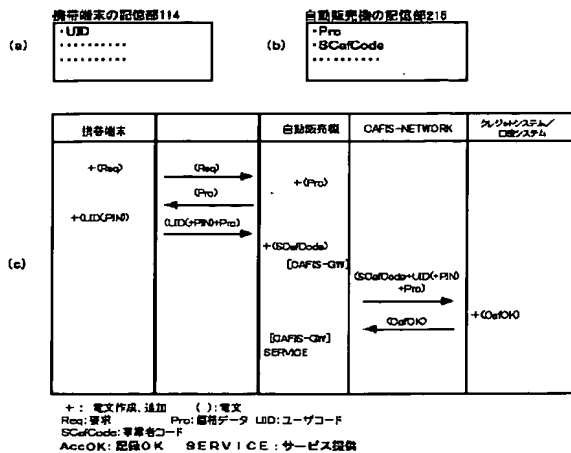 携帯端末の記憶部114
自動販売機の記憶部215
(a)
・UID
・・・・・・・・・・
・・・・・・・・・・
(b)
・Pro
・SCafCode
・・・・・・・・・・
携帯端末
自動販売機
CAFIS-NETWORK
クレジットシステム/
口座システム
(c)
+(Req)
(Req)
(Pro)
+(Pro)
+(UID(PIN))
(UID(+PIN)+Pro)
+(SCafCode)
[CAFIS-GW]
(SCafCode+UID(+PIN)
+Pro)
+(CafOK)
(CafOK)
[CAFIS-GW]
SERVICE
+: 電文作成、追加 ( ):電文
Req:要求 Pro:価格データ UID:ユーザコード
SCafCode:事業者コード
AccOK:記録OK SERVICE:サービス提供